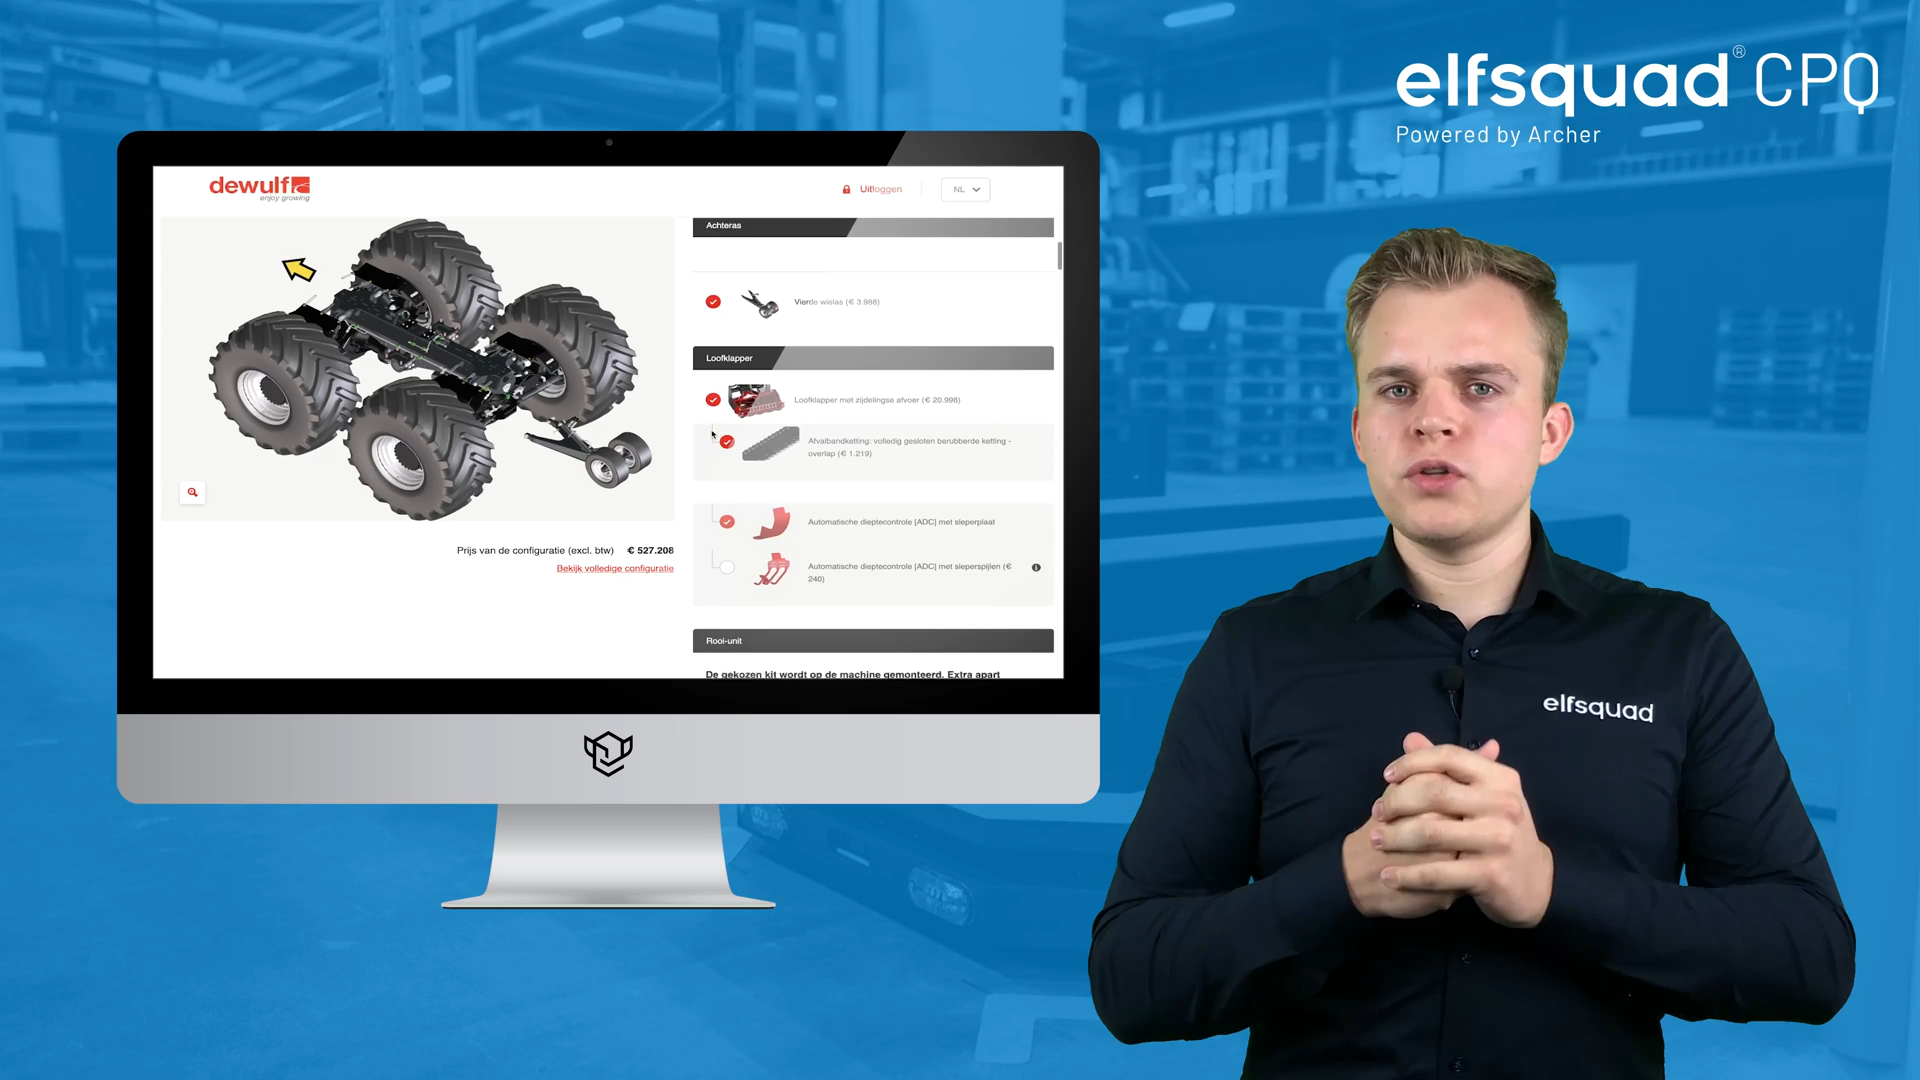 elfsquad® CPQ
Powered by Archer
dewulf
enjoy growing
Uitloggen
NL
Achteras
Vierde wielas (€ 3.988)
Loofklapper
Loofklapper met zijdelingse afvoer (€ 20.998)
Afvalbandketting: volledig gesloten berubberde ketting -
overlap (€ 1.219)
Automatische dieptecontrole [ADC] met sleperplaat
Automatische dieptecontrole [ADC] met sleperspijlen (€
240)
Prijs van de configuratie (excl. btw) € 527.208
Bekijk volledige configuratie
Rooi-unit
De gekozen kit wordt op de machine gemonteerd. Extra apart
elfsquad